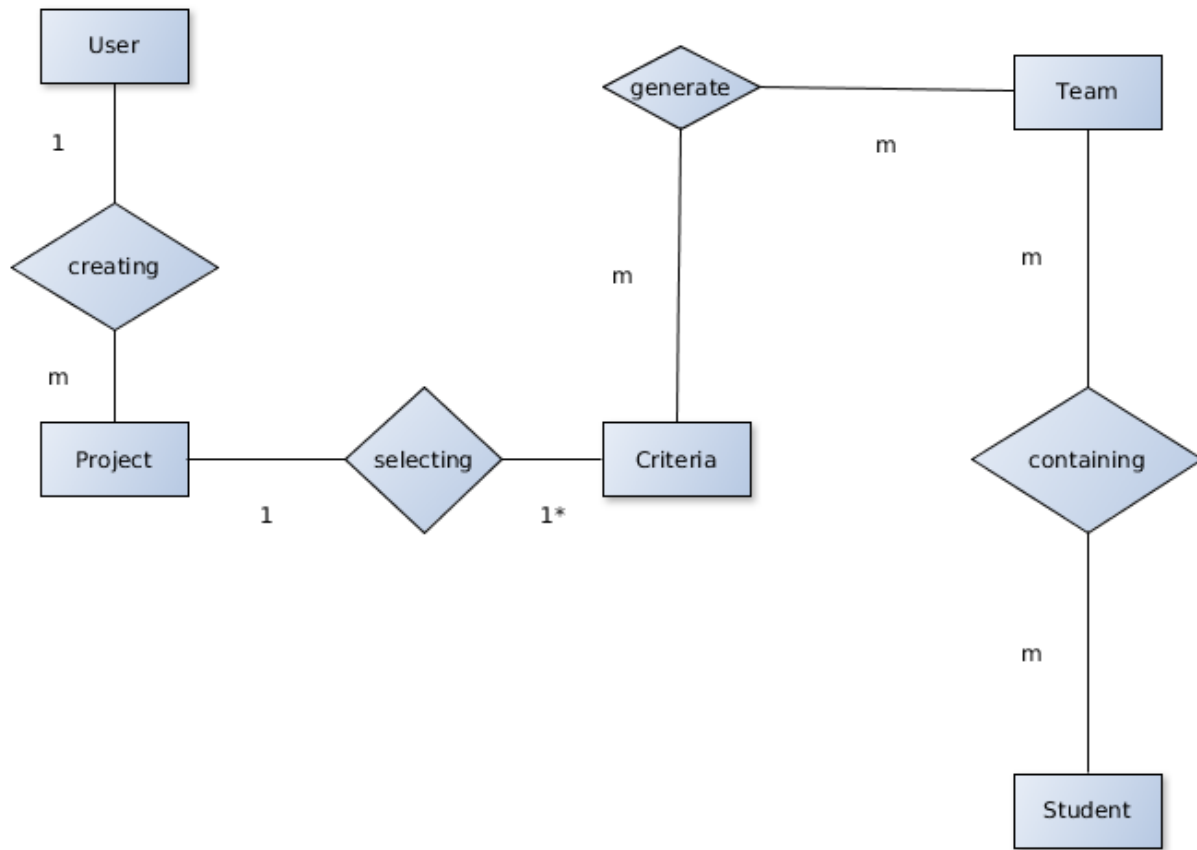 User
1
creating
m
Project
1
selecting
1*
Criteria
m
generate
m
Team
m
containing
m
Student